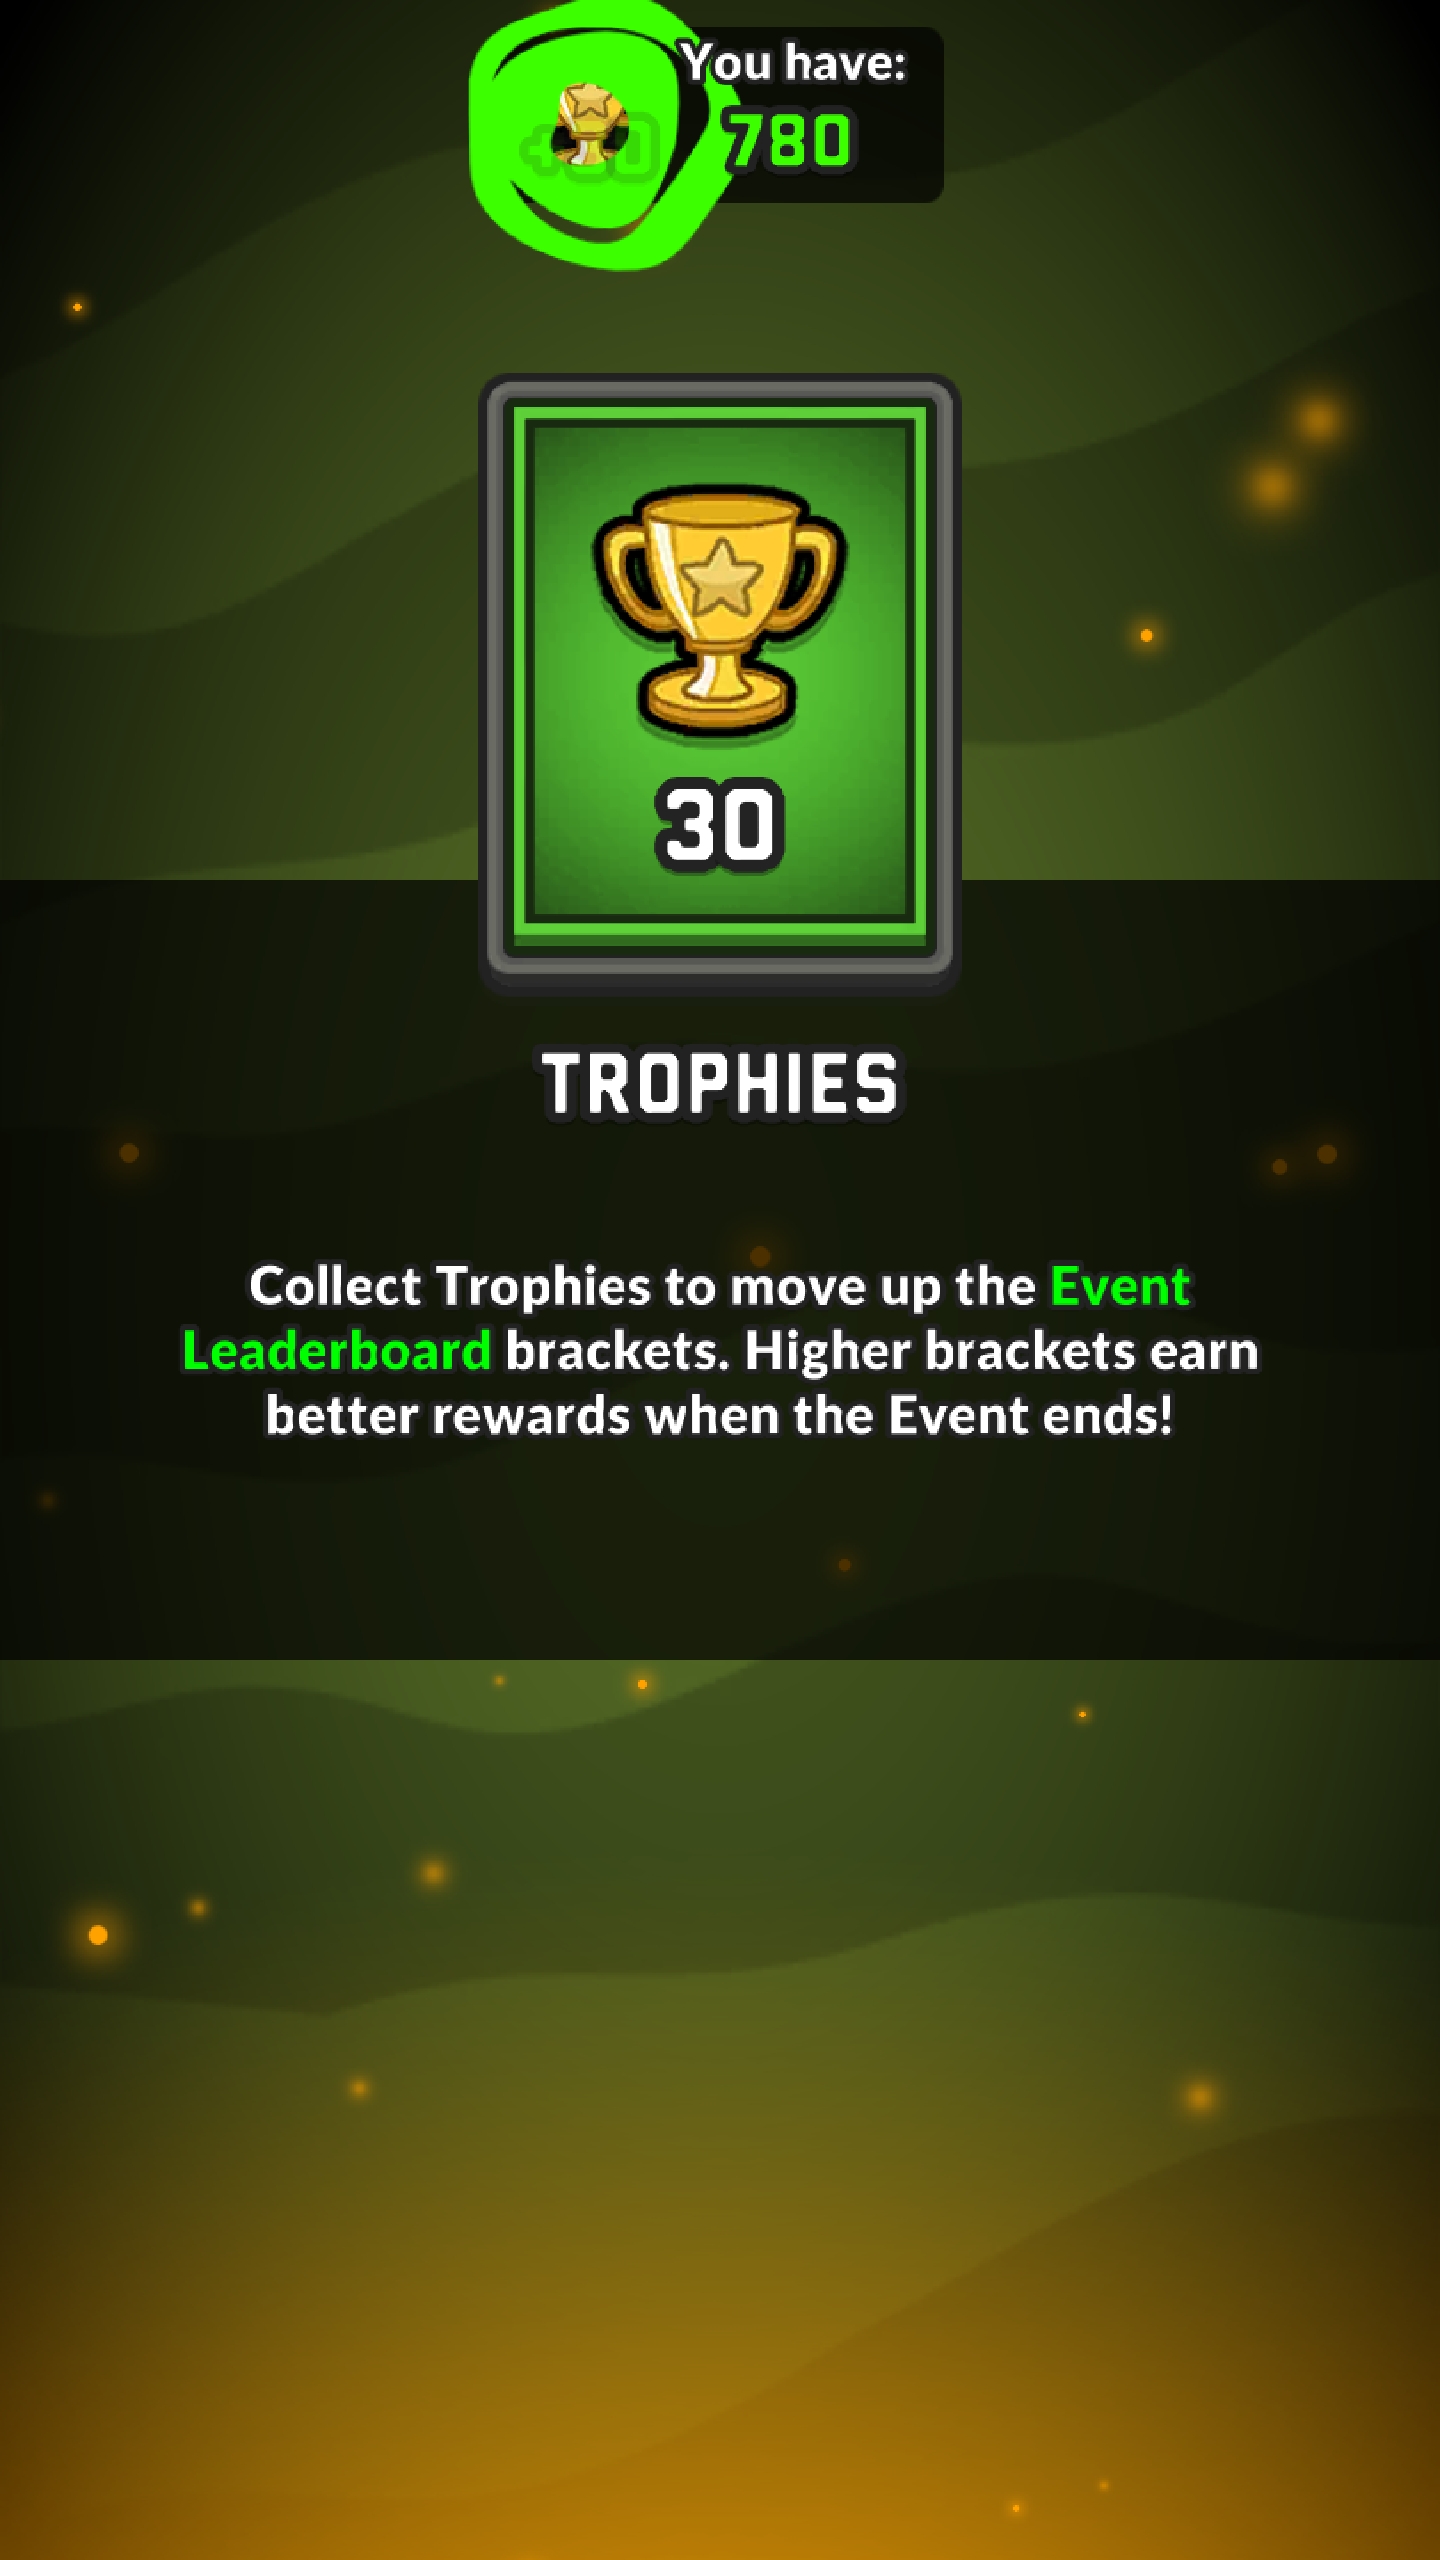 You have:
780
30
TROPHIES
Collect Trophies to move up the Event
Leaderboard brackets. Higher brackets earn
better rewards when the Event ends!